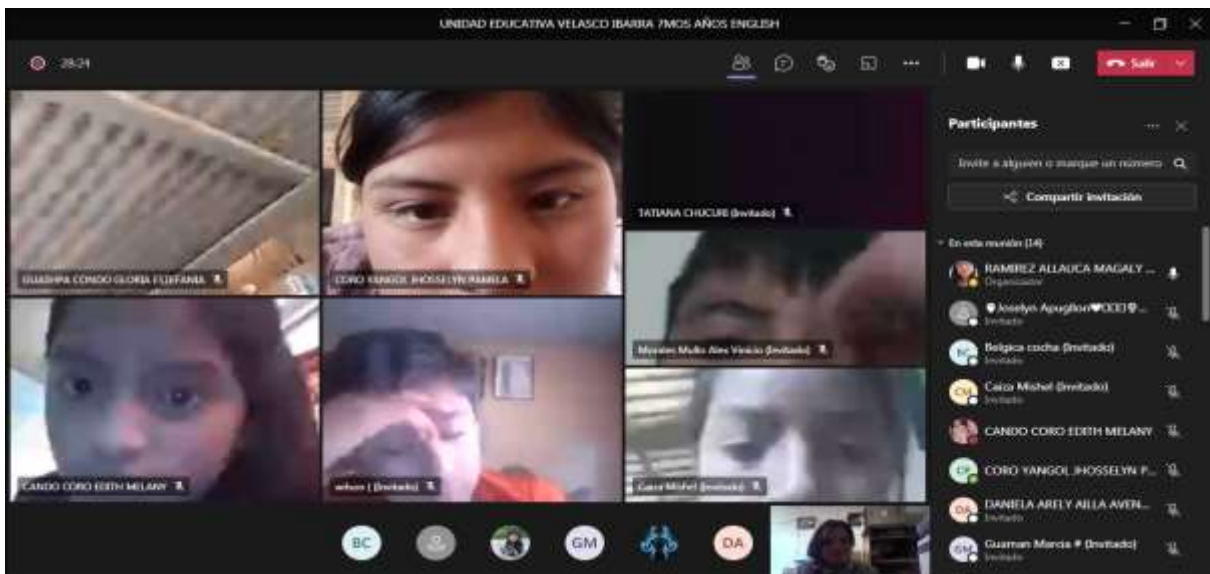 UNIDAD EDUCATIVA VELASCO IBARRA 7MOS AÑOS ENGLISH
28:24
Salir
GUASHPA CONDO GLORIA ESTEFANIA
CORO YANGOL JHOSSELYN PAMELA
TATIANA CHUCURI (Invitado)
Morales Alex Vinicio (Invitado)
CANDO CORO EDITH MELANY
(Invitado)
Caiza Mishel (Invitado)
BC
GM
DA
Participantes
Invite a alguien o marque un número
Compartir invitación
En esta reunión (14)
RAMIREZ ALLAUCA MAGALY ...
Organizador
Joselyn
Invitado
Belgica cocha (Invitado)
Invitado
Caiza Mishel (Invitado)
Invitado
CANDO CORO EDITH MELANY
CORO YANGOL JHOSSELYN P...
DANIELA ARELY AILLA AVEN...
Invitado
Guaman Marcia # (Invitado)
Invitado